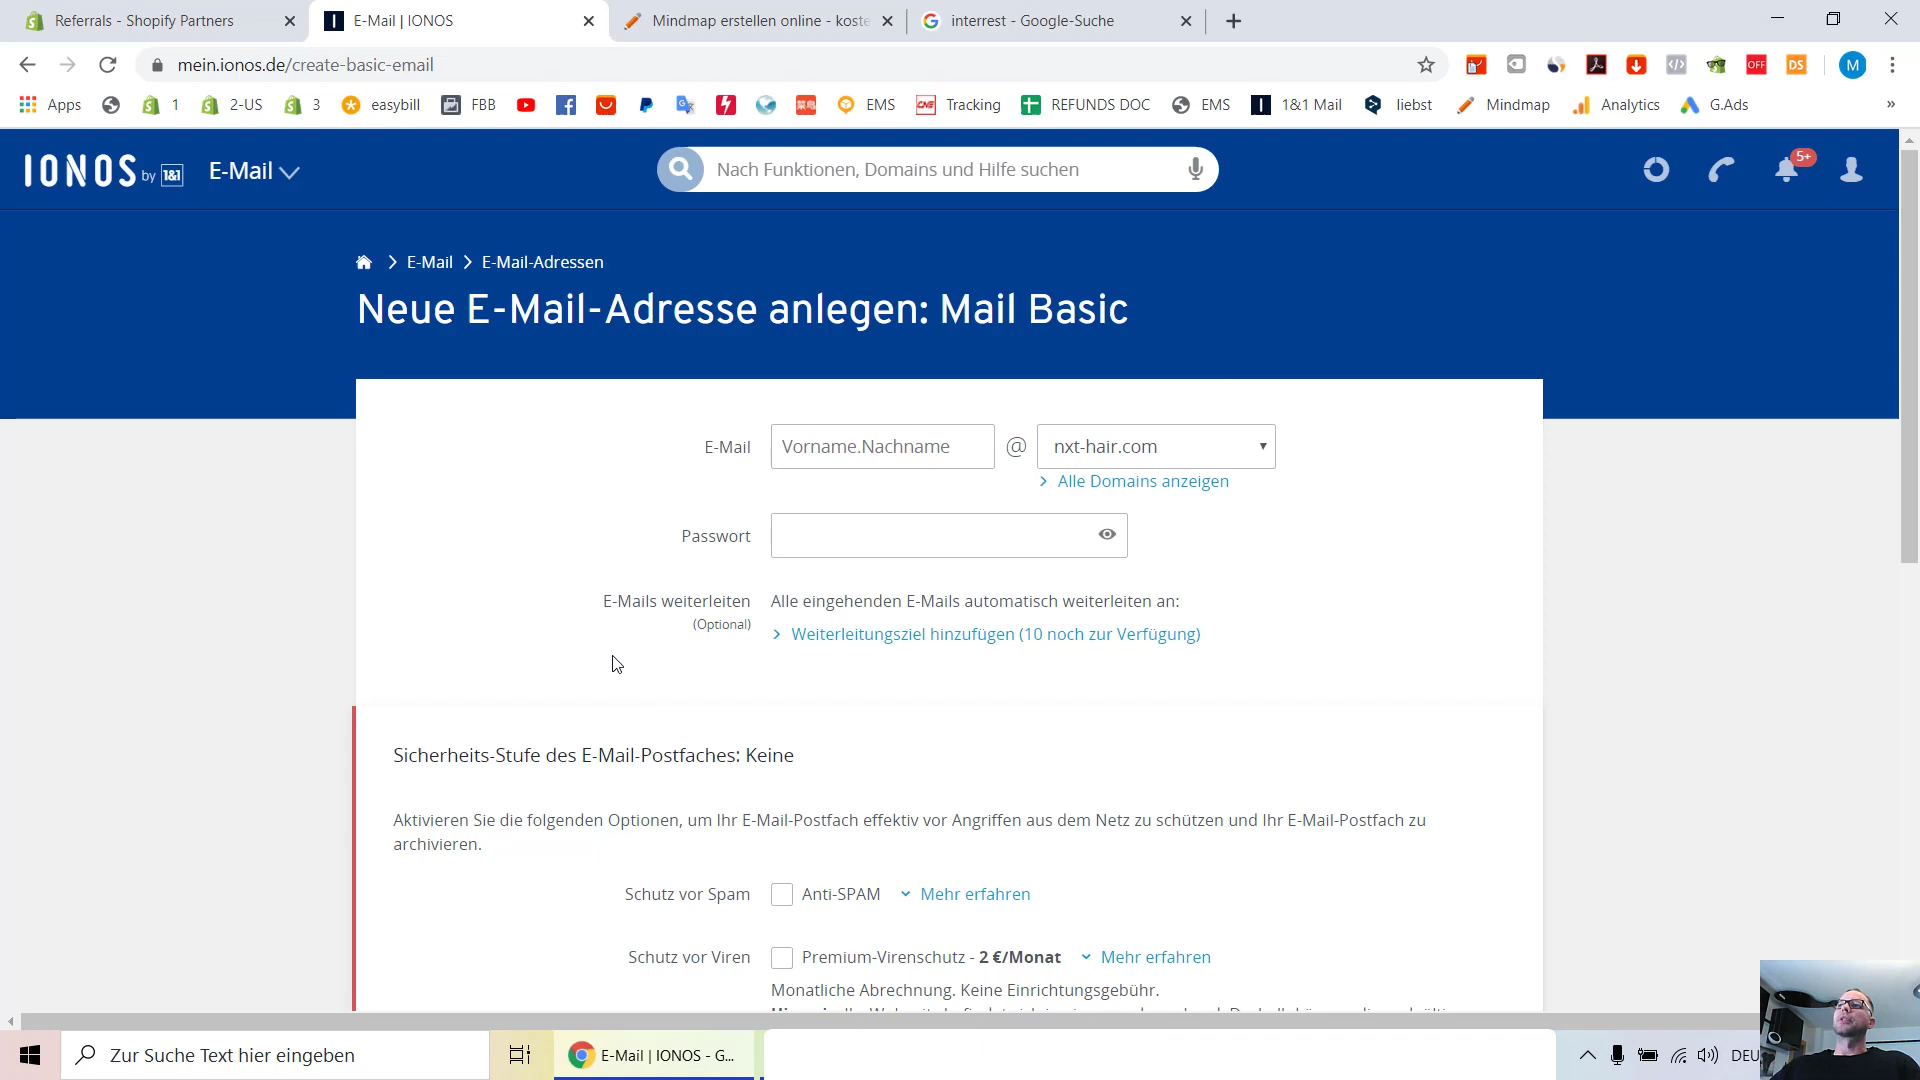 Referrals - Shopify Partners
E-Mail | IONOS
Mindmap erstellen online - koste
interrest - Google-Suche
mein.ionos.de/create-basic-email
OFF
DS
M
Apps
1
2-US
3
easybill
FBB
EMS
Tracking
REFUNDS DOC
EMS
1&1 Mail
liebst
Mindmap
Analytics
G.Ads
»
IONOS by 1&1
E-Mail
Nach Funktionen, Domains und Hilfe suchen
5+
E-Mail
E-Mail-Adressen
Neue E-Mail-Adresse anlegen: Mail Basic
E-Mail
Vorname.Nachname
@
nxt-hair.com
Alle Domains anzeigen
Passwort
E-Mails weiterleiten
(Optional)
Alle eingehenden E-Mails automatisch weiterleiten an:
Weiterleitungsziel hinzufügen (10 noch zur Verfügung)
Sicherheits-Stufe des E-Mail-Postfaches: Keine
Aktivieren Sie die folgenden Optionen, um Ihr E-Mail-Postfach effektiv vor Angriffen aus dem Netz zu schützen und Ihr E-Mail-Postfach zu
archivieren.
Schutz vor Spam
Anti-SPAM
Mehr erfahren
Schutz vor Viren
Premium-Virenschutz - 2 €/Monat
Mehr erfahren
Monatliche Abrechnung. Keine Einrichtungsgebühr.
Zur Suche Text hier eingeben
E-Mail | IONOS - G...
DEU